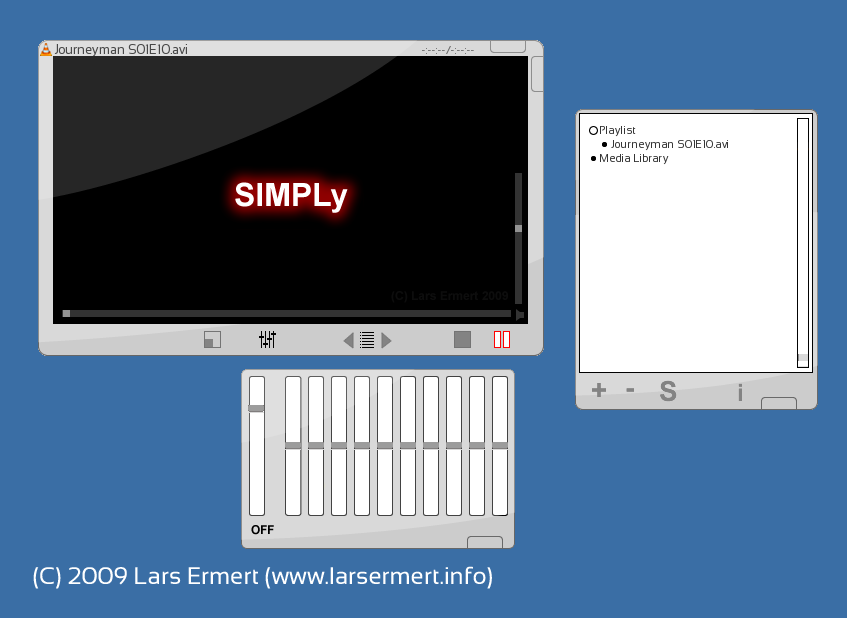 Journeyman S01E10.avi
-:--:--/-:--:--
SIMPLy
(C) Lars Ermert 2009
Playlist
Journeyman S01E10.avi
Media Library
+ - S i
OFF
(C) 2009 Lars Ermert (www.larsermert.info)